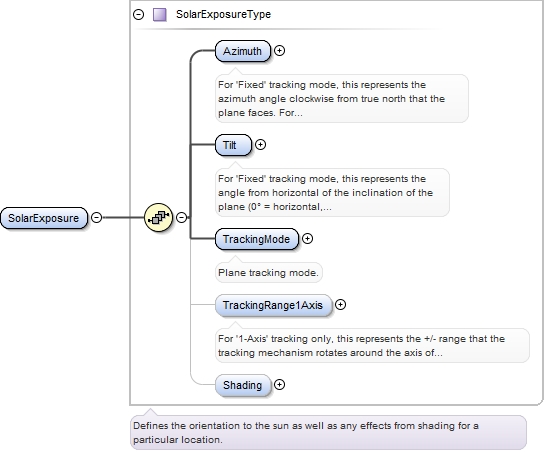 SolarExposureType
Azimuth
For 'Fixed' tracking mode, this represents the
azimuth angle clockwise from true north that the
plane faces. For...
Tilt
For 'Fixed' tracking mode, this represents the
angle from horizontal of the inclination of the
plane (0° = horizontal,...
SolarExposure
TrackingMode
Plane tracking mode.
TrackingRange1Axis
For '1-Axis' tracking only, this represents the +/- range that the
tracking mechanism rotates around the axis of...
Shading
Defines the orientation to the sun as well as any effects from shading for a
particular location.